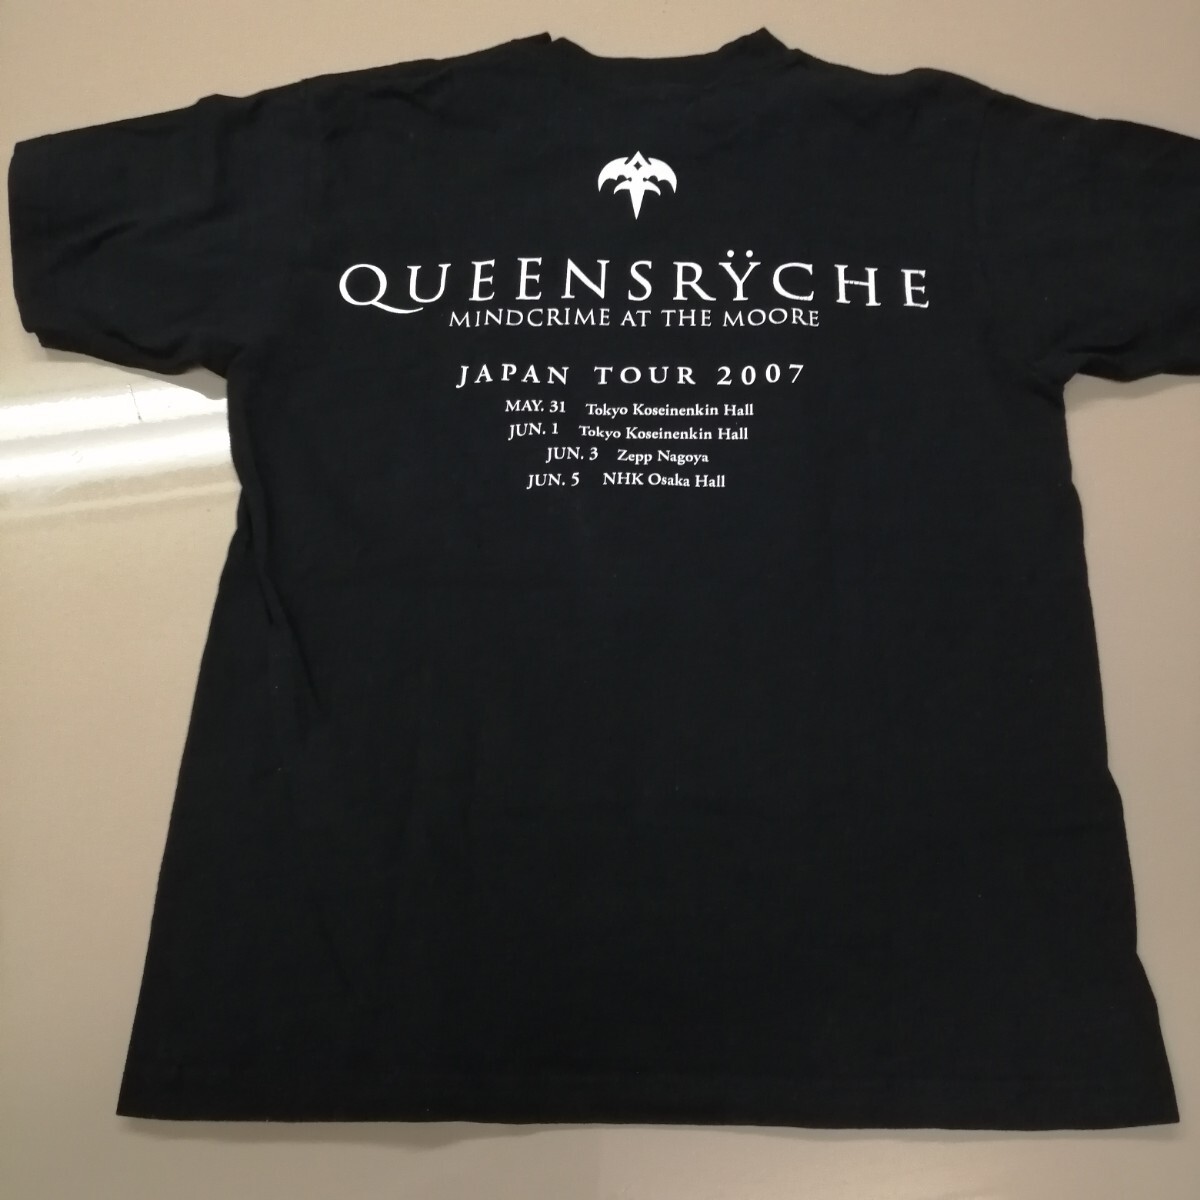 QUEENSRŸCHE
MINDCRIME AT THE MOORE
JAPAN TOUR 2007
MAY. 31 Tokyo Koseinenkin Hall
JUN. 1 Tokyo Koseinenkin Hall
JUN. 3 Zepp Nagoya
JUN. 5 NHK Osaka Hall